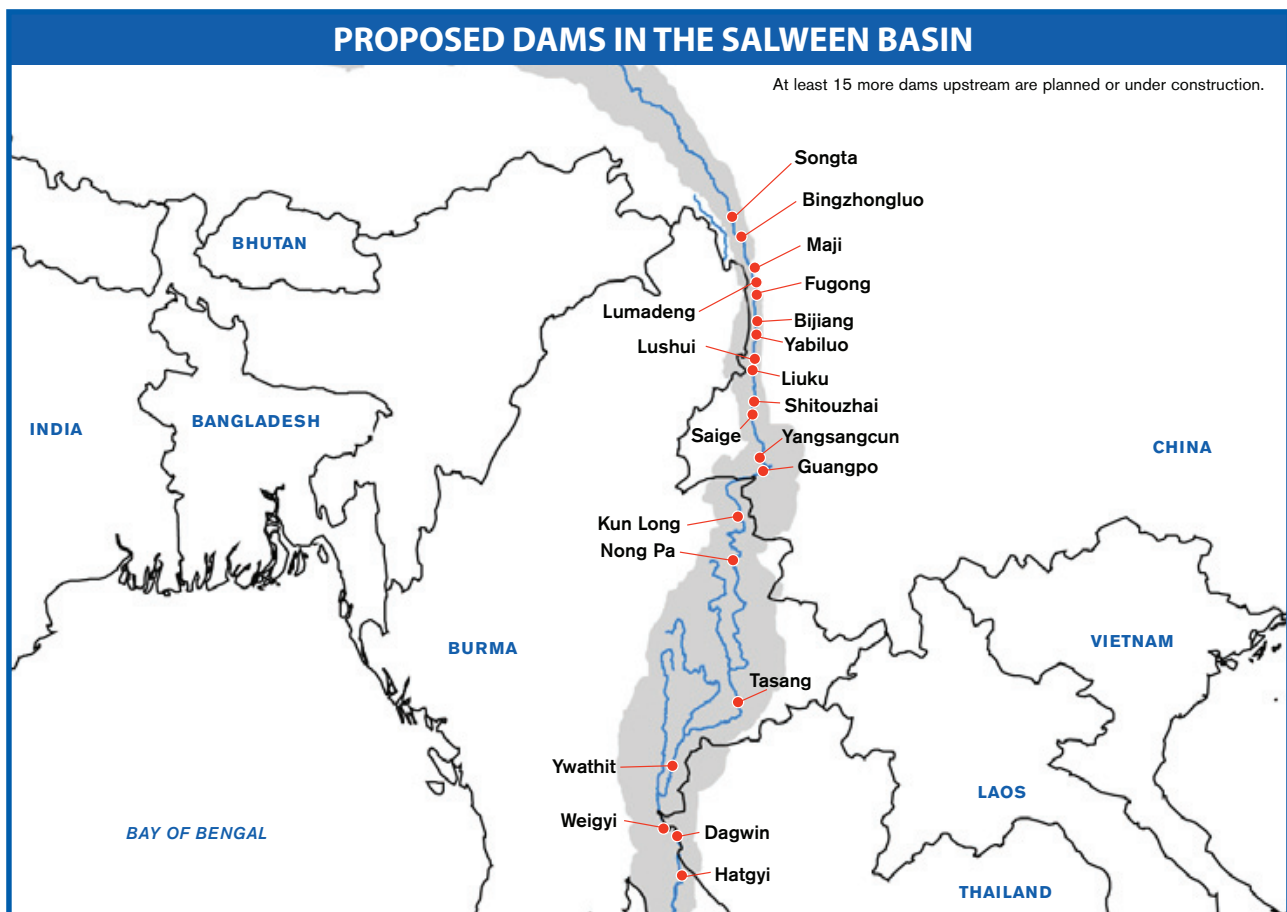 PROPOSED DAMS IN THE SALWEEN BASIN
At least 15 more dams upstream are planned or under construction.
Songta
Bingzhongluo
BHUTAN
Maji
Fugong
Lumadeng
Bijiang
Yabiluo
Lushui
Liuku
Shitouzhai
BANGLADESH
INDIA
Saige
Yangsangcun
CHINA
Guangpo
Kun Long
Nong Pa
VIETNAM
BURMA
Tasang
Ywathit
LAOS
Weigyi
Dagwin
BAY OF BENGAL
Hatgyi
THAILAND